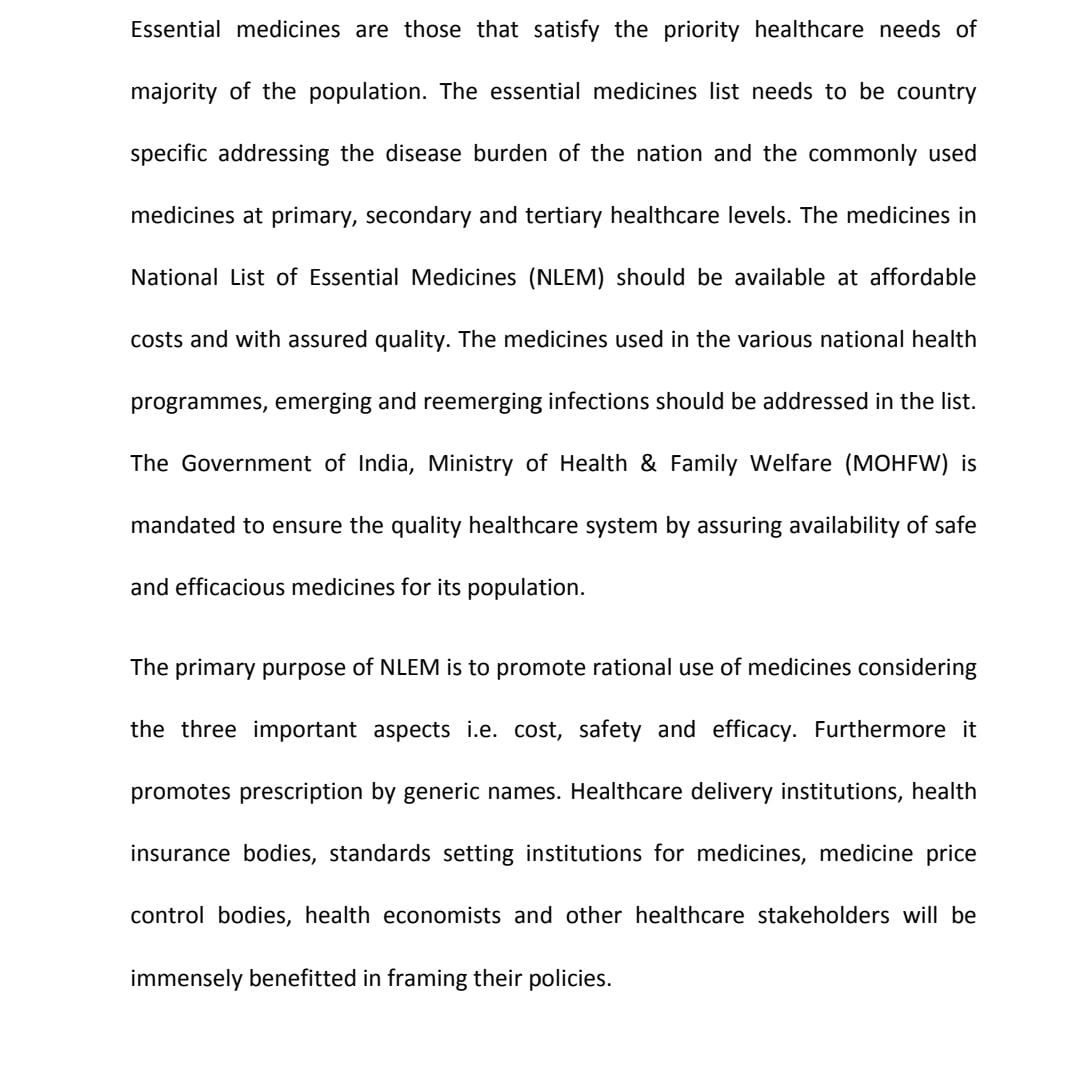 Essential medicines are those that satisfy the priority healthcare needs of
majority of the population. The essential medicines list needs to be country
specific addressing the disease burden of the nation and the commonly used
medicines at primary, secondary and tertiary healthcare levels. The medicines in
National List of Essential Medicines (NLEM) should be available at affordable
costs and with assured quality. The medicines used in the various national health
programmes, emerging and reemerging infections should be addressed in the list.
The Government of India, Ministry of Health & Family Welfare (MOHFW) is
mandated to ensure the quality healthcare system by assuring availability of safe
and efficacious medicines for its population.
The primary purpose of NLEM is to promote rational use of medicines considering
the three important aspects i.e. cost, safety and efficacy. Furthermore it
promotes prescription by generic names. Healthcare delivery institutions, health
insurance bodies, standards setting institutions for medicines, medicine price
control bodies, health economists and other healthcare stakeholders will be
immensely benefitted in framing their policies.